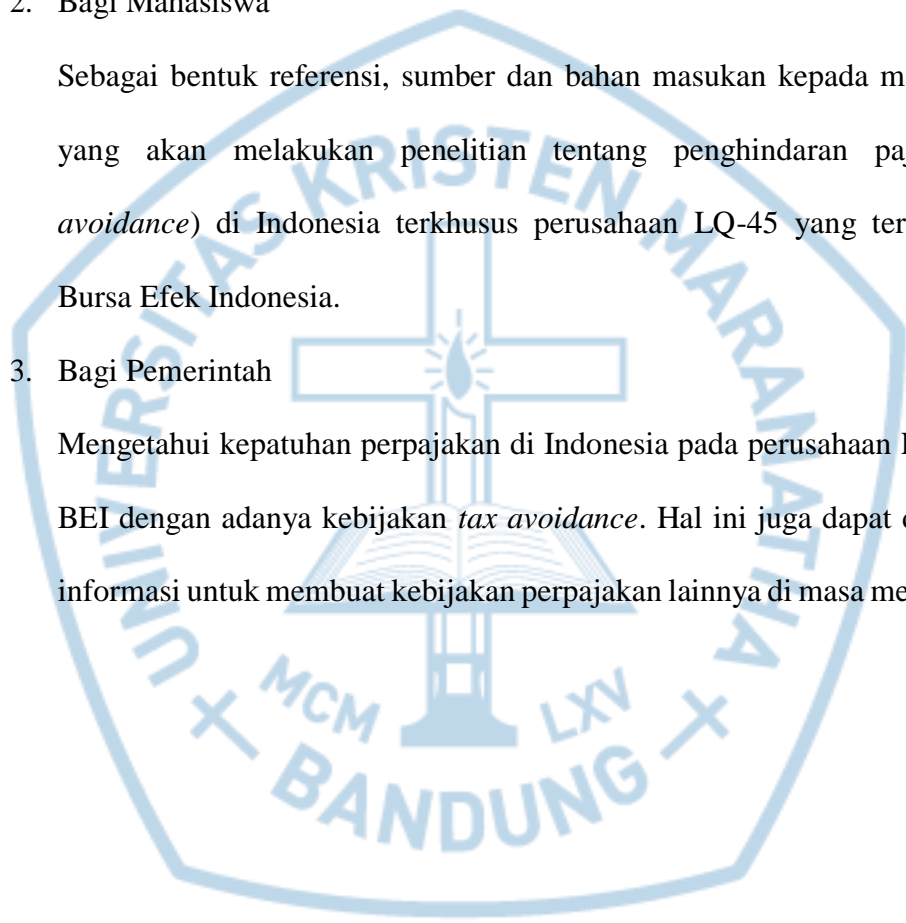 2. Bagi Mahasiswa
Sebagai bentuk referensi, sumber dan bahan masukan kepada
yang akan melakukan penelitian tentang penghindaran
avoidance) di Indonesia terkhusus perusahaan LQ-45 yang
Bursa Efek Indonesia.
3. Bagi Pemerintah
Mengetahui kepatuhan perpajakan di Indonesia pada perusahaan
BEI dengan adanya kebijakan tax avoidance. Hal ini juga dapat
informasi untuk membuat kebijakan perpajakan lainnya di masa
UNIVERSITAS KRISTEN MARANATHA
MCM LXV
BANDUNG